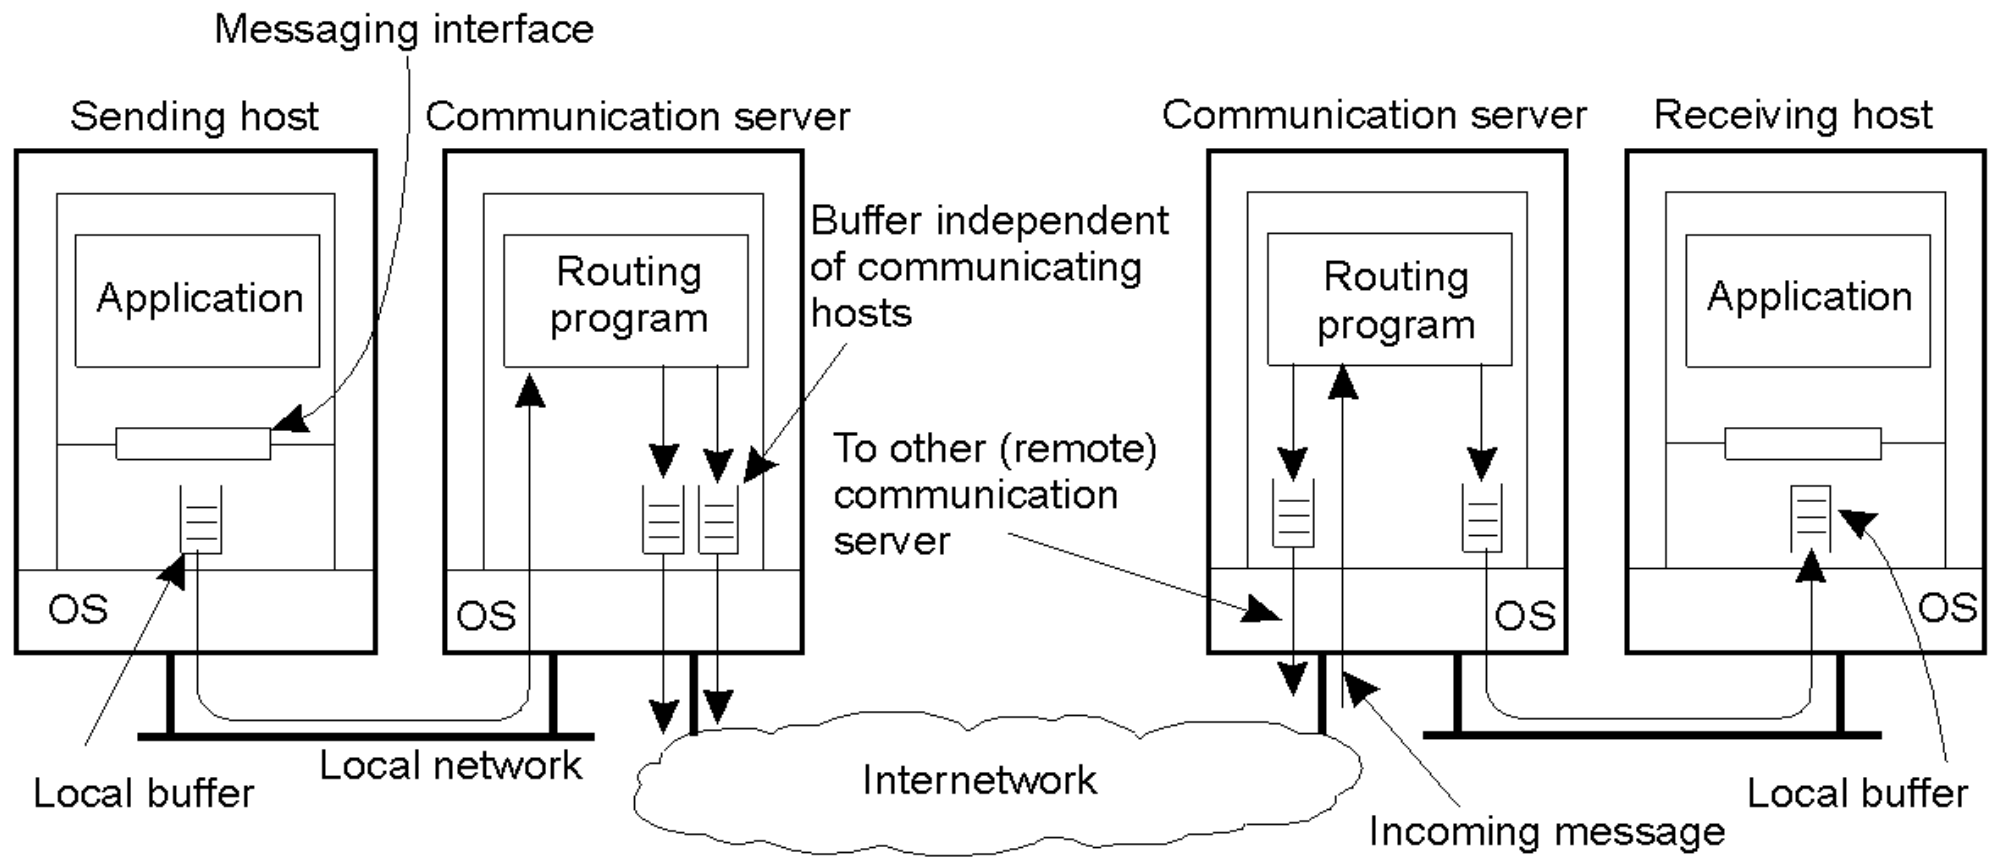 Messaging interface
Sending host
Communication server
Communication server
Receiving host
Buffer independent
of communicating
hosts
Application
Routing
program
Routing
program
Application
To other (remote)
communication
server
OS
OS
OS
OS
Local buffer
Local network
Internetwork
Incoming message
Local buffer